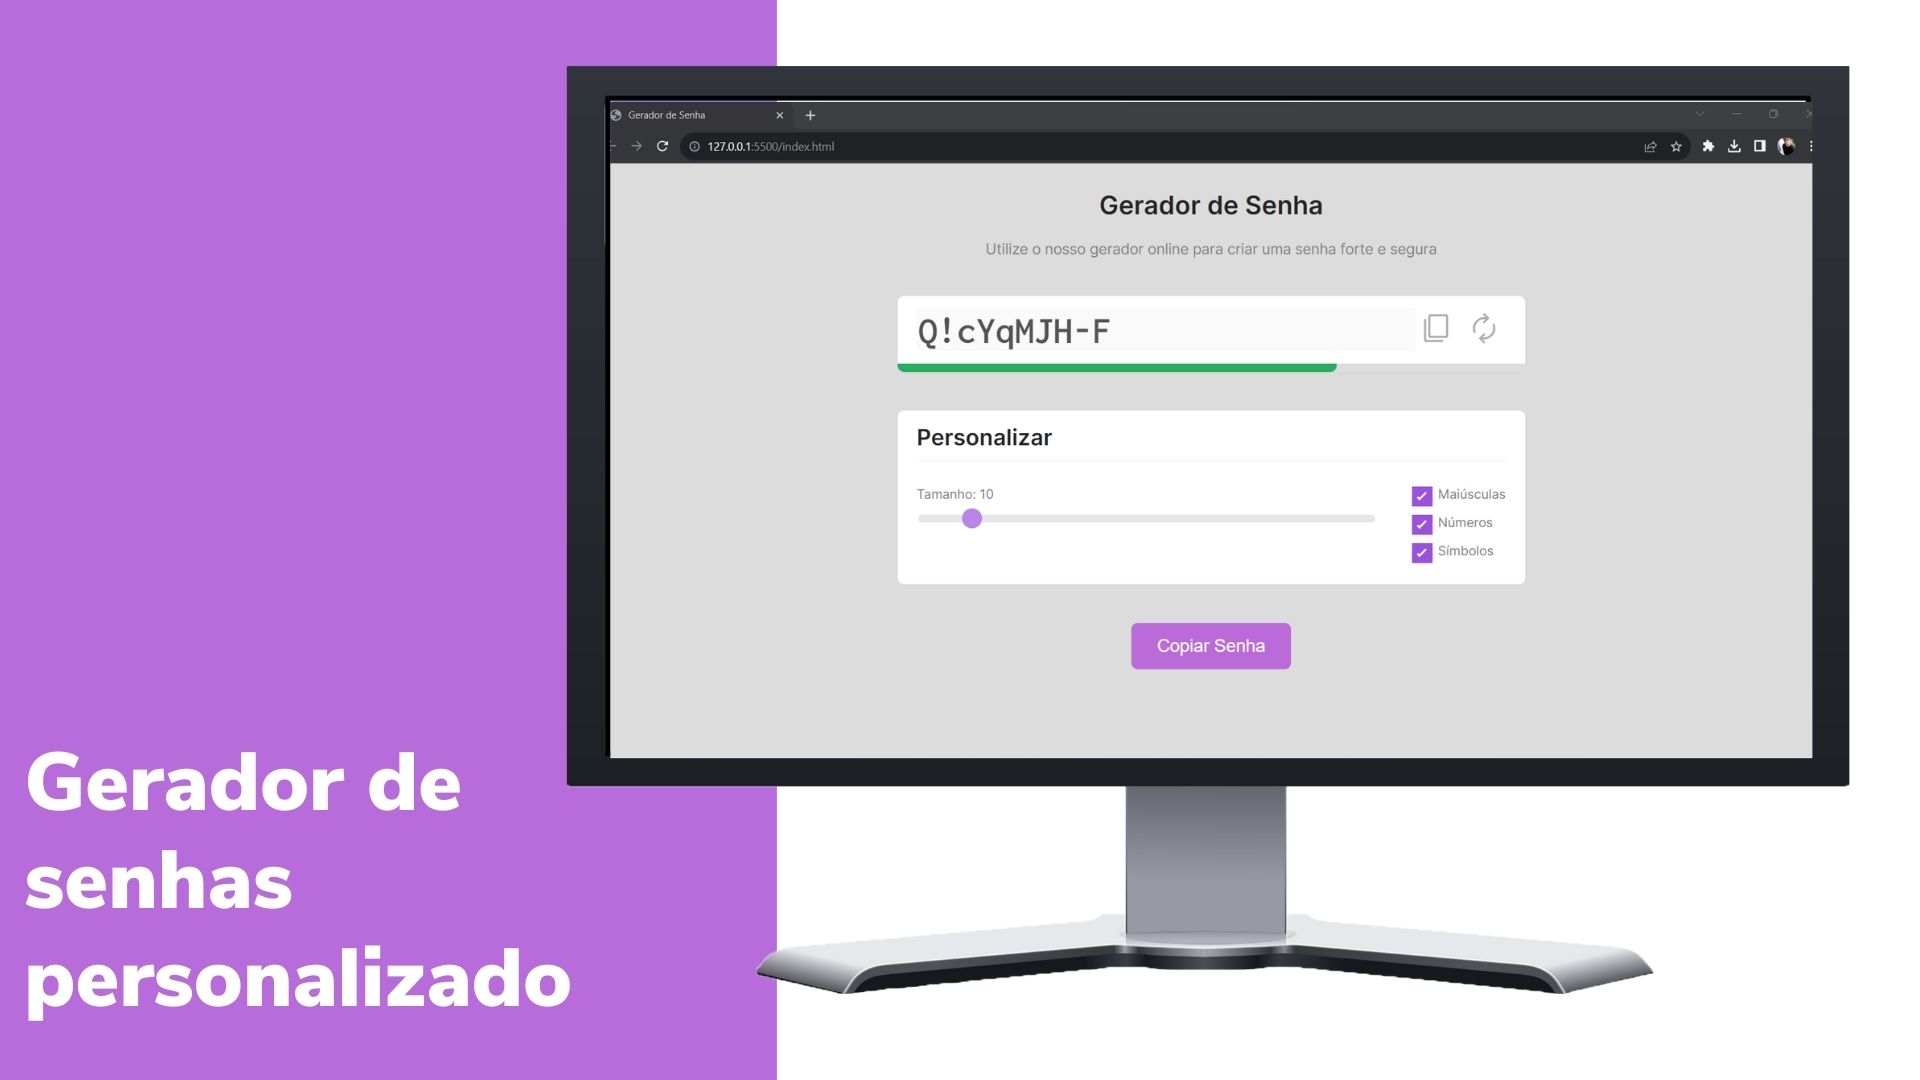 Gerador de Senha
127.0.0.1:5500/index.html
Gerador de Senha
Utilize o nosso gerador online para criar uma senha forte e segura
Q!cYqMJH-F
Personalizar
Tamanho: 10
Maiúsculas
Números
Símbolos
Copiar Senha
Gerador de
senhas
personalizado